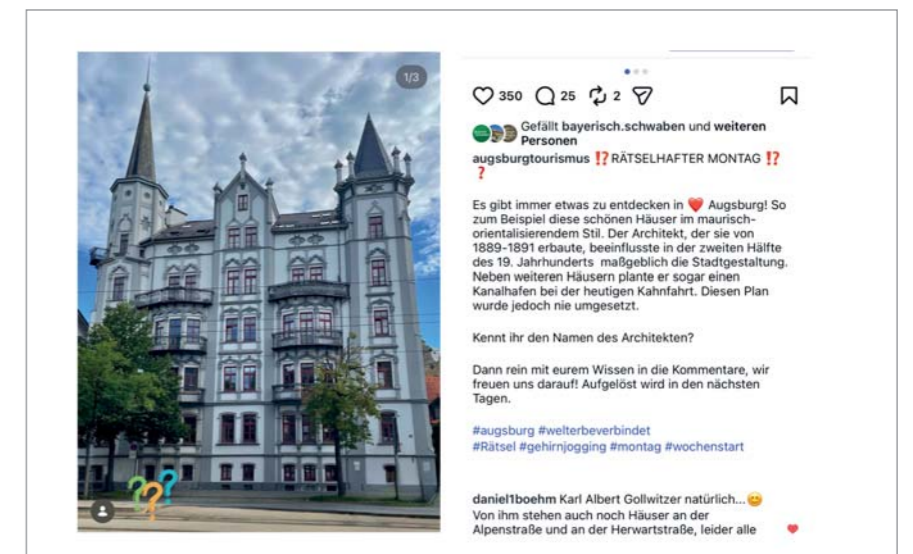 1/3
350 25 2
Gefällt bayerisch.schwaben und weiteren
Personen
augsburgtourismus ⁉️RÄTSELHAFTER MONTAG ⁉️
❓
Es gibt immer etwas zu entdecken in ❤️ Augsburg! So
zum Beispiel diese schönen Häuser im maurisch-
orientalisierendem Stil. Der Architekt, der sie von
1889-1891 erbaute, beeinflusste in der zweiten Hälfte
des 19. Jahrhunderts maßgeblich die Stadtgestaltung.
Neben weiteren Häusern plante er sogar einen
Kanalhafen bei der heutigen Kahnfahrt. Diesen Plan
wurde jedoch nie umgesetzt.
Kennt ihr den Namen des Architekten?
Dann rein mit eurem Wissen in die Kommentare, wir
freuen uns darauf! Aufgelöst wird in den nächsten
Tagen.
#augsburg #welterbeverbindet
#Rätsel #gehirnjogging #montag #wochenstart
daniel1boehm Karl Albert Gollwitzer natürlich...😊
Von ihm stehen auch noch Häuser an der
Alpenstraße und an der Herwartstraße, leider alle
???